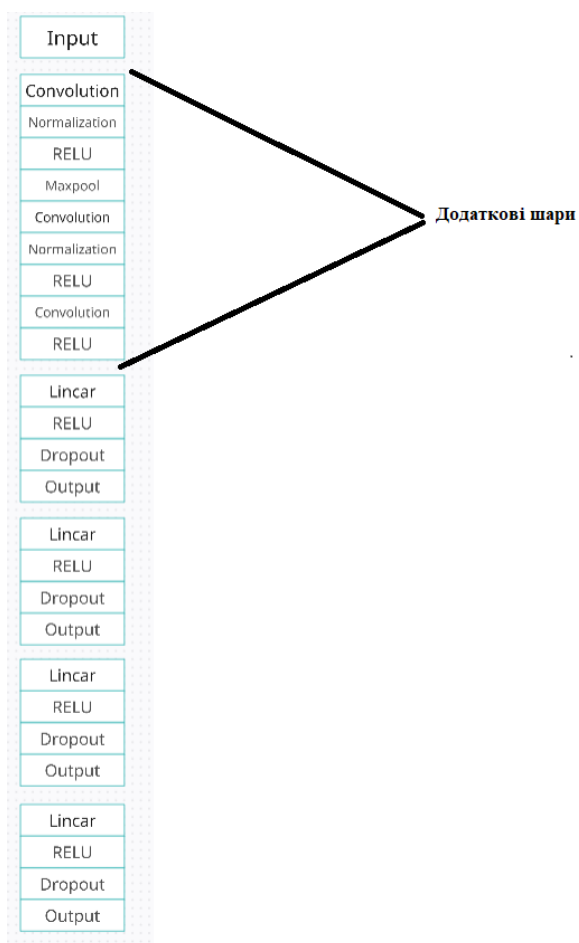 Input
Convolution
Normalization
RELU
Maxpool
Convolution
Normalization
RELU
Convolution
RELU
Додаткові шари
.
Lincar
RELU
Dropout
Output
Lincar
RELU
Dropout
Output
Lincar
RELU
Dropout
Output
Lincar
RELU
Dropout
Output